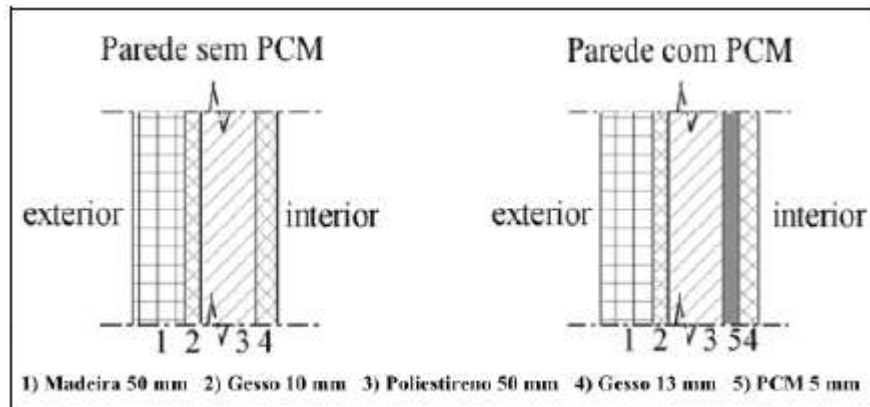 Parede sem PCM
Parede com PCM
exterior
interior
exterior
interior
1 2 3 4
1 2 3 5 4
1) Madeira 50 mm 2) Gesso 10 mm 3) Poliestireno 50 mm 4) Gesso 13 mm 5) PCM 5 mm